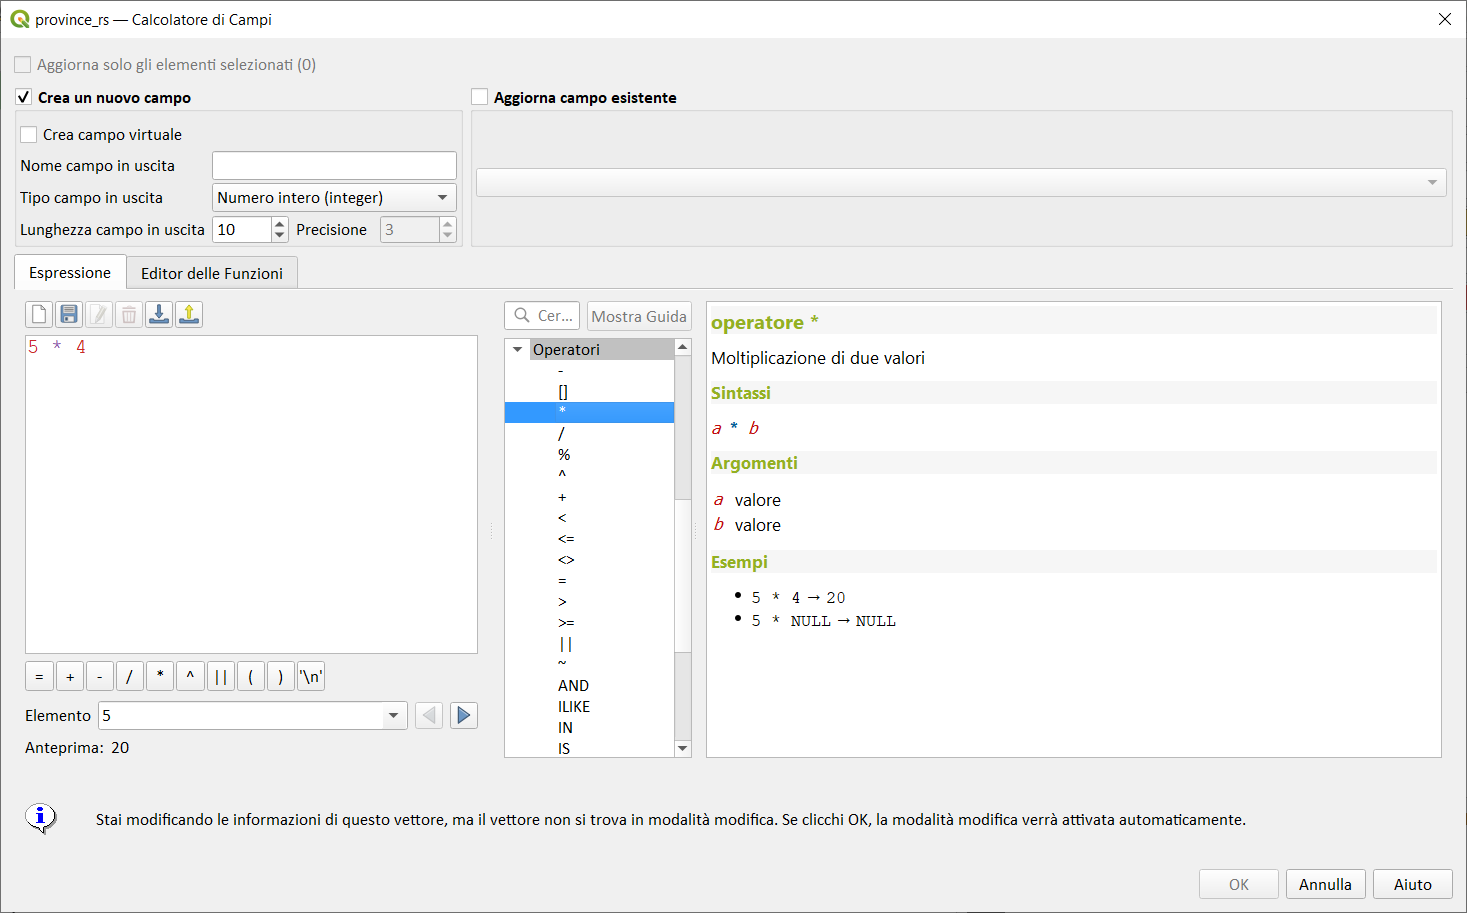 province_rs — Calcolatore di Campi
Aggiorna solo gli elementi selezionati (0)
Crea un nuovo campo
Aggiorna campo esistente
Crea campo virtuale
Nome campo in uscita
Tipo campo in uscita Numero intero (integer)
Lunghezza campo in uscita 10 Precisione 3
Espressione Editor delle Funzioni
5 * 4
= + - / * ^ || ( ) '\n'
Elemento 5
Anteprima: 20
Cer... Mostra Guida
Operatori
-
[]
*
/
%
^
+
<
<=
<>
=
>
>=
||
~
AND
ILIKE
IN
IS
operatore *
Moltiplicazione di due valori
Sintassi
a * b
Argomenti
a valore
b valore
Esempi
• 5 * 4 → 20
• 5 * NULL → NULL
Stai modificando le informazioni di questo vettore, ma il vettore non si trova in modalità modifica. Se clicchi OK, la modalità modifica verrà attivata automaticamente.
OK Annulla Aiuto